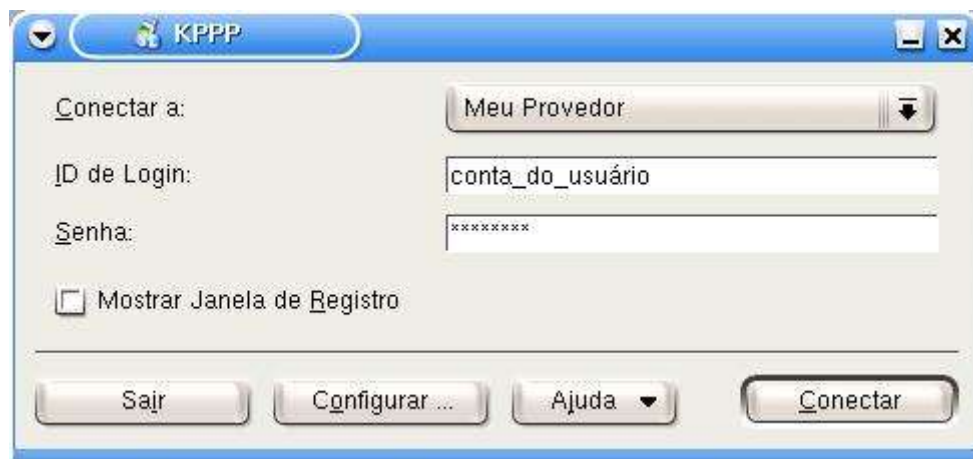 KPPP
Conectar a: Meu Provedor
ID de Login: conta_do_usuário
Senha: ********
Mostrar Janela de Registro
Sair Configurar ... Ajuda Conectar